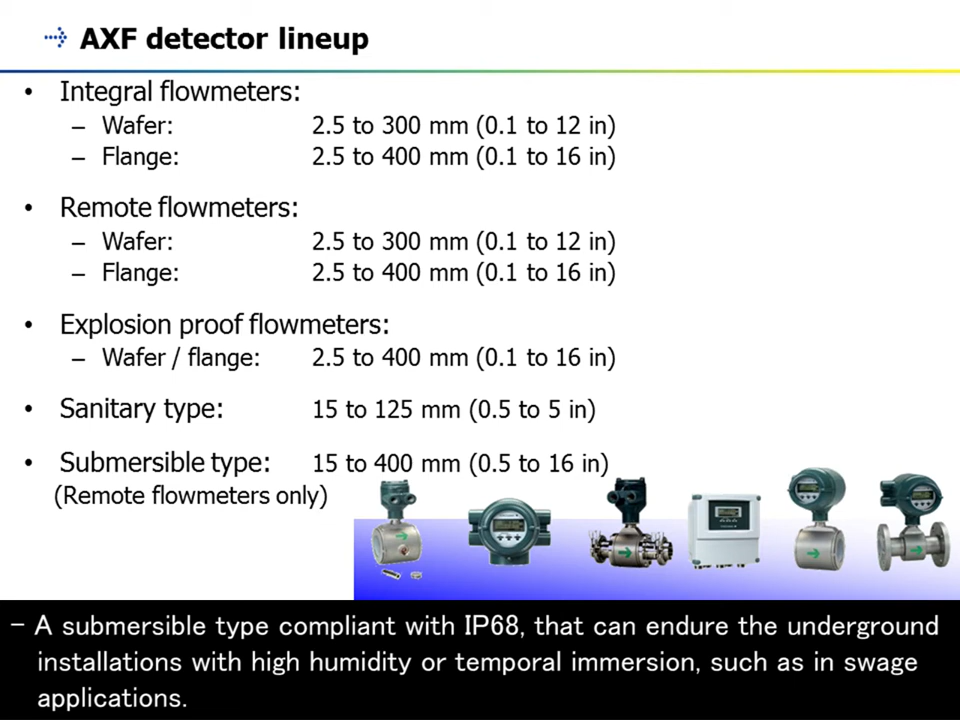 AXF detector lineup
• Integral flowmeters:
– Wafer: 2.5 to 300 mm (0.1 to 12 in)
– Flange: 2.5 to 400 mm (0.1 to 16 in)
• Remote flowmeters:
– Wafer: 2.5 to 300 mm (0.1 to 12 in)
– Flange: 2.5 to 400 mm (0.1 to 16 in)
• Explosion proof flowmeters:
– Wafer / flange: 2.5 to 400 mm (0.1 to 16 in)
• Sanitary type: 15 to 125 mm (0.5 to 5 in)
• Submersible type: 15 to 400 mm (0.5 to 16 in)
(Remote flowmeters only)
– A submersible type compliant with IP68, that can endure the underground
installations with high humidity or temporal immersion, such as in swage
applications.